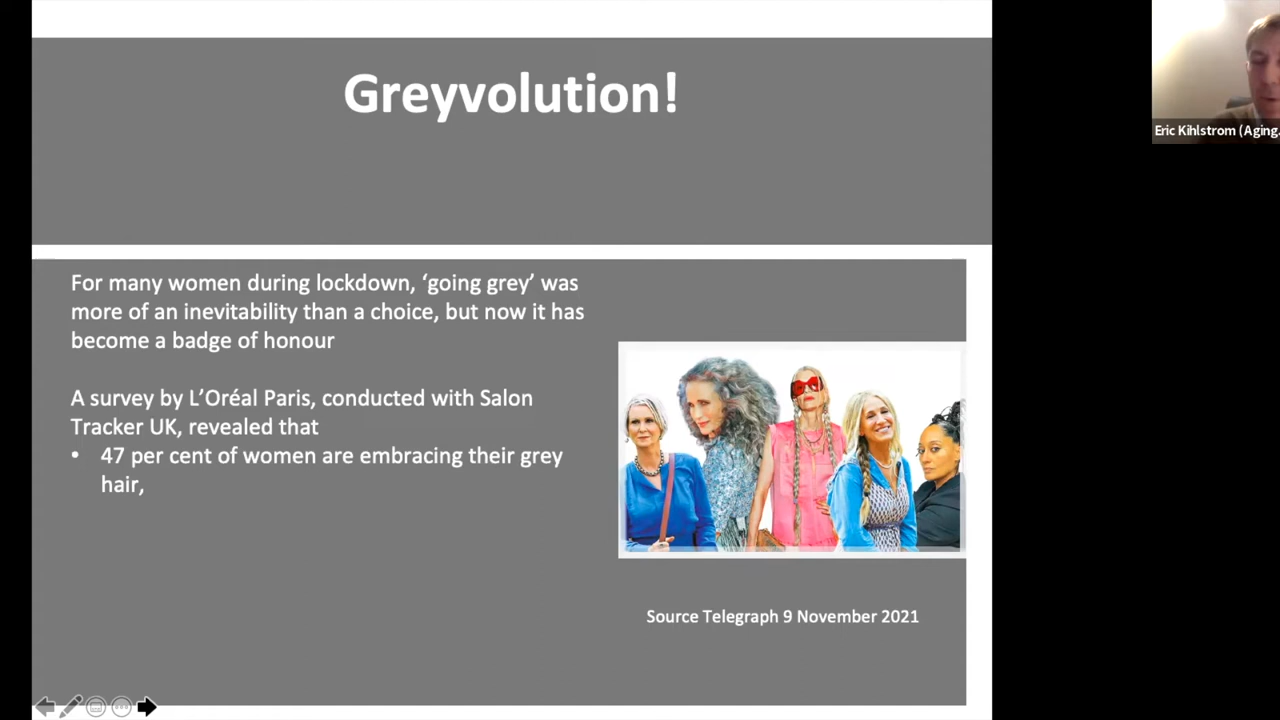 Greyvolution!
For many women during lockdown, ‘going grey’ was
more of an inevitability than a choice, but now it has
become a badge of honour
A survey by L’Oréal Paris, conducted with Salon
Tracker UK, revealed that
• 47 per cent of women are embracing their grey
hair,
Source Telegraph 9 November 2021
Eric Kihlstrom (Aging.